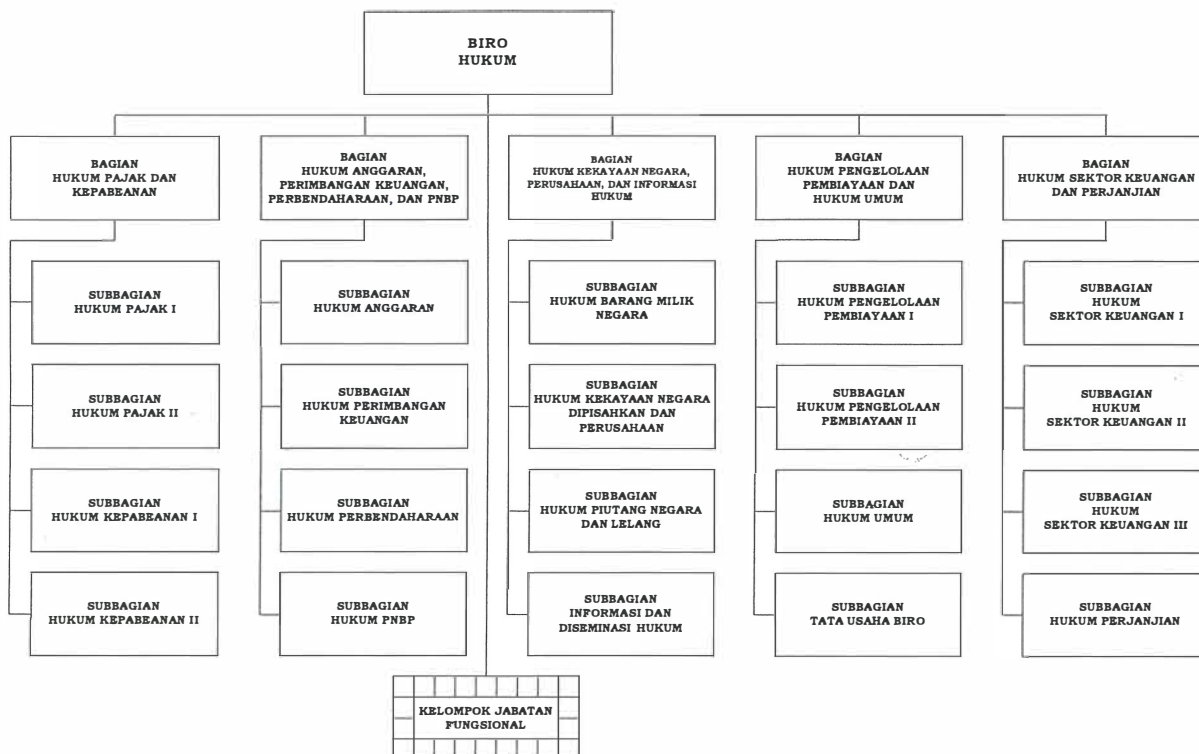 BIRO
HUKUM
BAGIAN
HUKUM PAJAK DAN
KEPABEANAN
BAGIAN
HUKUM ANGGARAN,
PERIMBANGAN KEUANGAN,
PERBENDAHARAAN, DAN PNBP
BAGIAN
HUKUM KEKAYAAN NEGARA,
PERUSAHAAN, DAN INFORMASI
HUKUM
BAGIAN
HUKUM PENGELOLAAN
PEMBIAYAAN DAN
HUKUM UMUM
BAGIAN
HUKUM SEKTOR KEUANGAN
DAN PERJANJIAN
SUBBAGIAN
HUKUM PAJAK I
SUBBAGIAN
HUKUM ANGGARAN
SUBBAGIAN
HUKUM BARANG MILIK
NEGARA
SUBBAGIAN
HUKUM PENGELOLAAN
PEMBIAYAAN I
SUBBAGIAN
HUKUM
SEKTOR KEUANGAN I
SUBBAGIAN
HUKUM PAJAK II
SUBBAGIAN
HUKUM PERIMBANGAN
KEUANGAN
SUBBAGIAN
HUKUM KEKAYAAN NEGARA
DIPISAHKAN DAN
PERUSAHAAN
SUBBAGIAN
HUKUM PENGELOLAAN
PEMBIAYAAN II
SUBBAGIAN
HUKUM
SEKTOR KEUANGAN II
SUBBAGIAN
HUKUM KEPABEANAN I
SUBBAGIAN
HUKUM PERBENDAHARAAN
SUBBAGIAN
HUKUM PIUTANG NEGARA
DAN LELANG
SUBBAGIAN
HUKUM UMUM
SUBBAGIAN
HUKUM
SEKTOR KEUANGAN III
SUBBAGIAN
HUKUM KEPABEANAN II
SUBBAGIAN
HUKUM PNBP
SUBBAGIAN
INFORMASI DAN
DISEMINASI HUKUM
SUBBAGIAN
TATA USAHA BIRO
SUBBAGIAN
HUKUM PERJANJIAN
KELOMPOK JABATAN
FUNGSIONAL